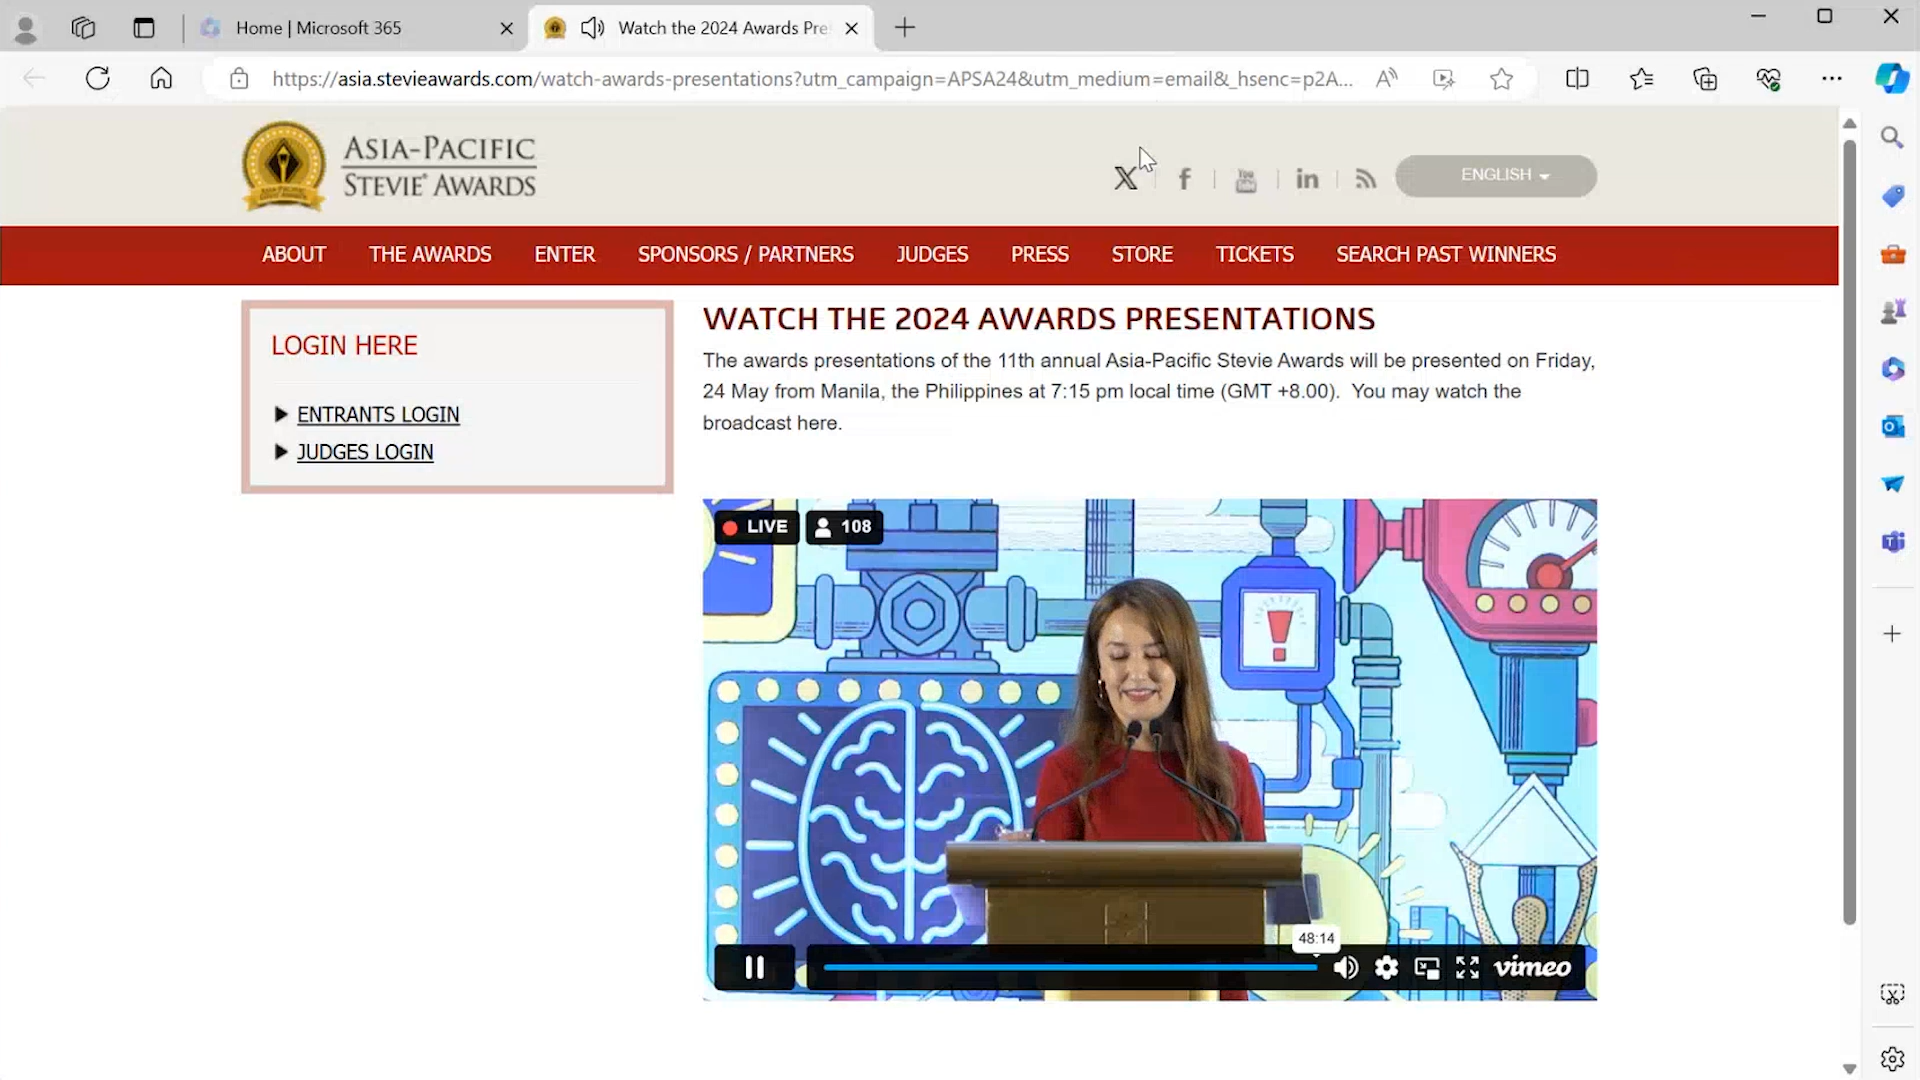 Home | Microsoft 365
Watch the 2024 Awards Pre
https://asia.stevieawards.com/watch-awards-presentations?utm_campaign=APSA24&utm_medium=email&_hsenc=p2A...
ASIA-PACIFIC
STEVIE® AWARDS
X
f
You
in
ENGLISH
ABOUT THE AWARDS ENTER SPONSORS / PARTNERS JUDGES PRESS STORE TICKETS SEARCH PAST WINNERS
LOGIN HERE
ENTRANTS LOGIN
JUDGES LOGIN
WATCH THE 2024 AWARDS PRESENTATIONS
The awards presentations of the 11th annual Asia-Pacific Stevie Awards will be presented on Friday,
24 May from Manila, the Philippines at 7:15 pm local time (GMT +8.00). You may watch the
broadcast here.
LIVE 108
48:14
vimeo